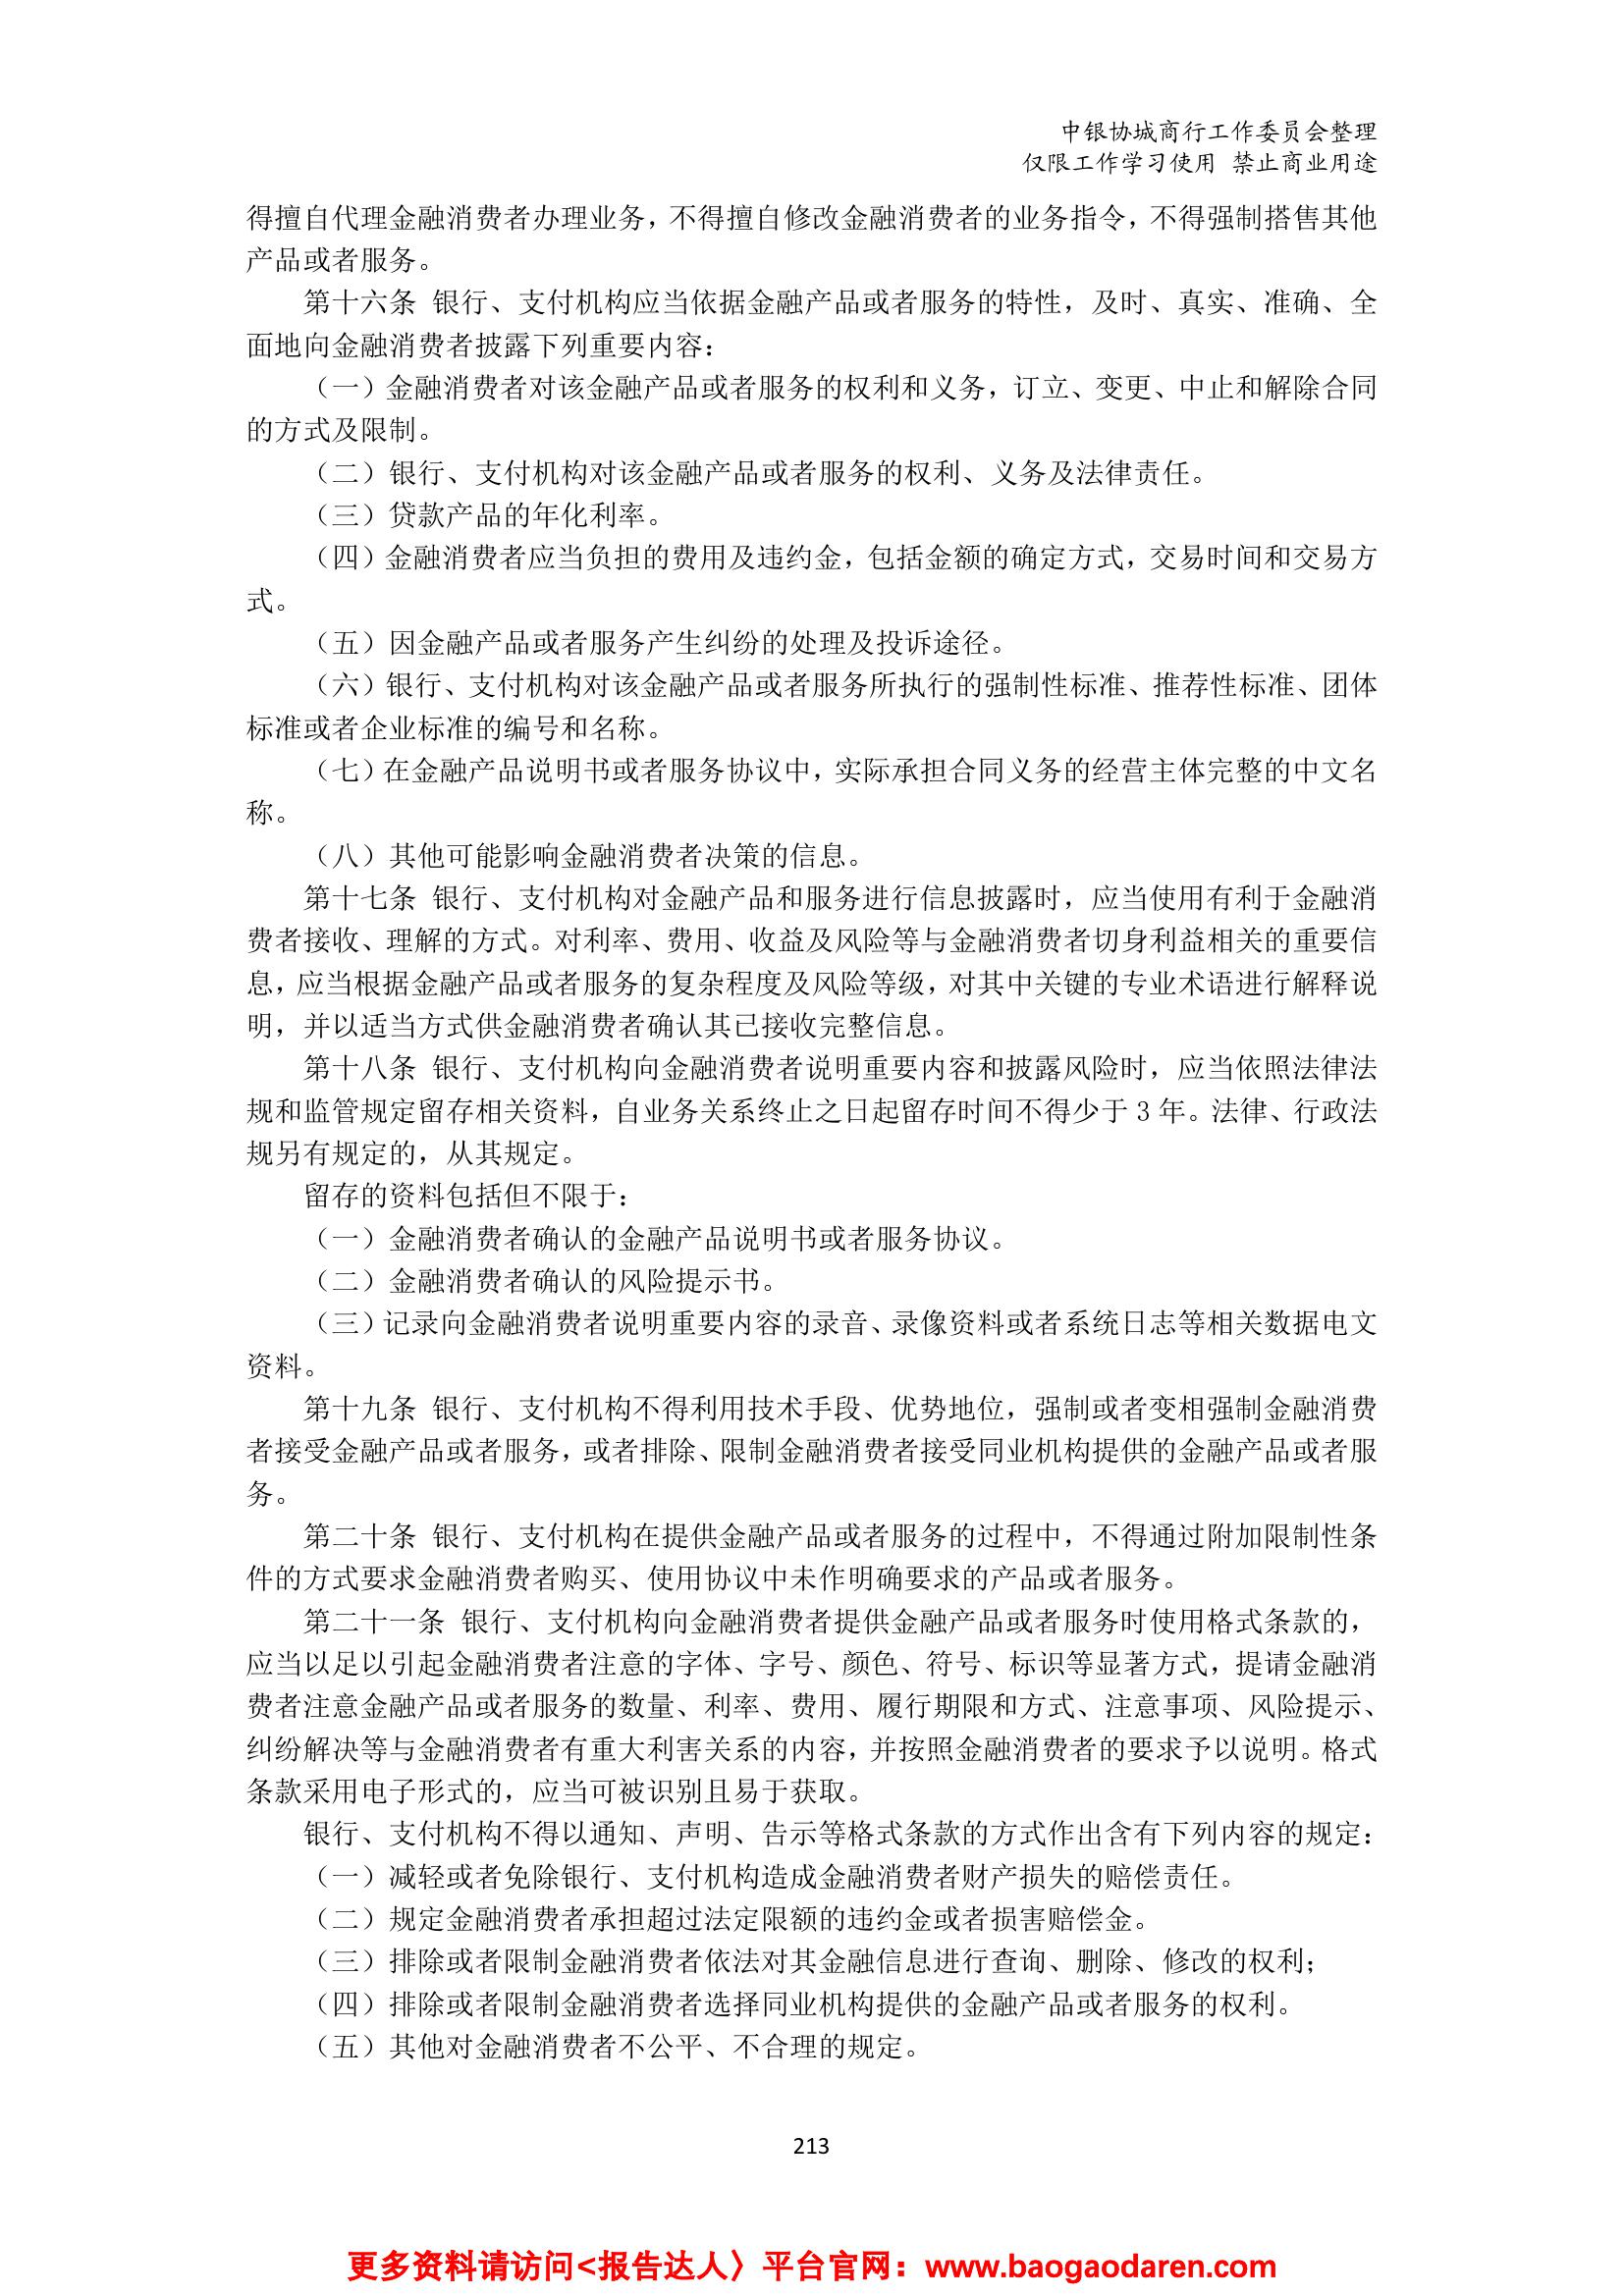 中银协城商行工作委员会整理
仅限工作学习使用 禁止商业用途
得擅自代理金融消费者办理业务，不得擅自修改金融消费者的业务指令，不得强制搭售其他
产品或者服务。
第十六条 银行、支付机构应当依据金融产品或者服务的特性，及时、真实、准确、全
面地向金融消费者披露下列重要内容：
（一）金融消费者对该金融产品或者服务的权利和义务，订立、变更、中止和解除合同
的方式及限制。
（二）银行、支付机构对该金融产品或者服务的权利、义务及法律责任。
（三）贷款产品的年化利率。
（四）金融消费者应当负担的费用及违约金，包括金额的确定方式，交易时间和交易方
式。
（五）因金融产品或者服务产生纠纷的处理及投诉途径。
（六）银行、支付机构对该金融产品或者服务所执行的强制性标准、推荐性标准、团体
标准或者企业标准的编号和名称。
（七）在金融产品说明书或者服务协议中，实际承担合同义务的经营主体完整的中文名
称。
（八）其他可能影响金融消费者决策的信息。
第十七条 银行、支付机构对金融产品和服务进行信息披露时，应当使用有利于金融消
费者接收、理解的方式。对利率、费用、收益及风险等与金融消费者切身利益相关的重要信
息，应当根据金融产品或者服务的复杂程度及风险等级，对其中关键的专业术语进行解释说
明，并以适当方式供金融消费者确认其已接收完整信息。
第十八条 银行、支付机构向金融消费者说明重要内容和披露风险时，应当依照法律法
规和监管规定留存相关资料，自业务关系终止之日起留存时间不得少于 3 年。法律、行政法
规另有规定的，从其规定。
留存的资料包括但不限于：
（一）金融消费者确认的金融产品说明书或者服务协议。
（二）金融消费者确认的风险提示书。
（三）记录向金融消费者说明重要内容的录音、录像资料或者系统日志等相关数据电文
资料。
第十九条 银行、支付机构不得利用技术手段、优势地位，强制或者变相强制金融消费
者接受金融产品或者服务，或者排除、限制金融消费者接受同业机构提供的金融产品或者服
务。
第二十条 银行、支付机构在提供金融产品或者服务的过程中，不得通过附加限制性条
件的方式要求金融消费者购买、使用协议中未作明确要求的产品或者服务。
第二十一条 银行、支付机构向金融消费者提供金融产品或者服务时使用格式条款的，
应当以足以引起金融消费者注意的字体、字号、颜色、符号、标识等显著方式，提请金融消
费者注意金融产品或者服务的数量、利率、费用、履行期限和方式、注意事项、风险提示、
纠纷解决等与金融消费者有重大利害关系的内容，并按照金融消费者的要求予以说明。格式
条款采用电子形式的，应当可被识别且易于获取。
银行、支付机构不得以通知、声明、告示等格式条款的方式作出含有下列内容的规定：
（一）减轻或者免除银行、支付机构造成金融消费者财产损失的赔偿责任。
（二）规定金融消费者承担超过法定限额的违约金或者损害赔偿金。
（三）排除或者限制金融消费者依法对其金融信息进行查询、删除、修改的权利；
（四）排除或者限制金融消费者选择同业机构提供的金融产品或者服务的权利。
（五）其他对金融消费者不公平、不合理的规定。
213
更多资料请访问<报告达人〉平台官网：www.baogaodaren.com